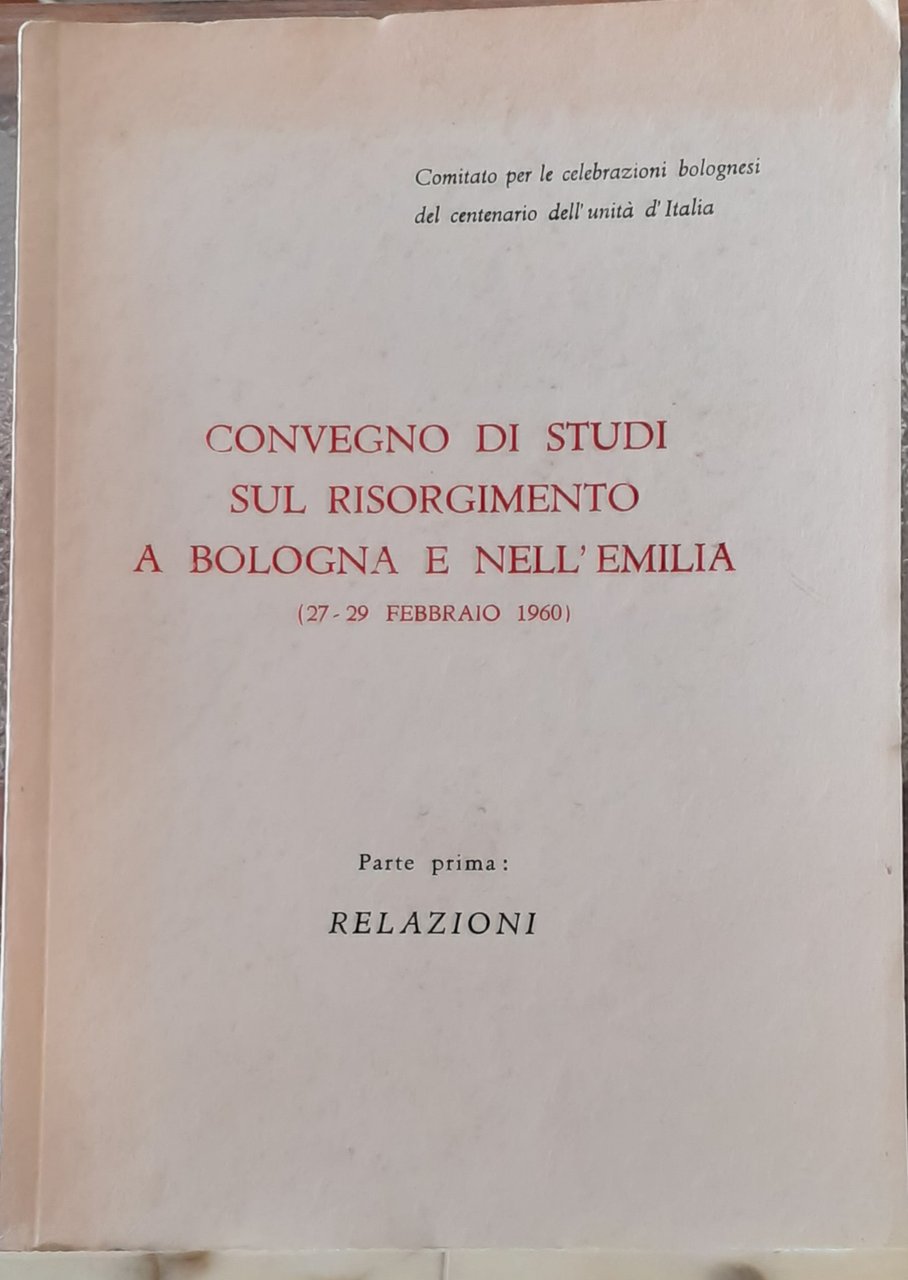 Comitato per le celebrazioni bolognesi
del centenario dell'unità d'Italia
CONVEGNO DI STUDI
SUL RISORGIMENTO
A BOLOGNA E NELL'EMILIA
(27-29 FEBBRAIO 1960)
Parte prima:
RELAZIONI